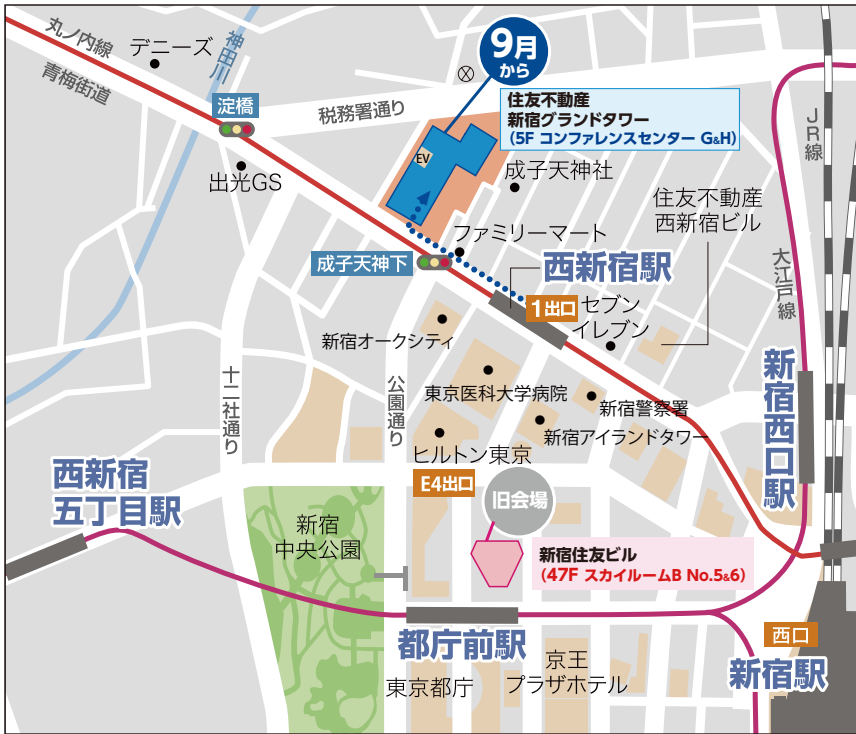 丸ノ内線
青梅街道
デニーズ
神田川
9月
から
淀橋
税務署通り
住友不動産
新宿グランドタワー
(5F コンファレンスセンター G&H)
JR線
EV
出光GS
成子天神社
住友不動産
西新宿ビル
ファミリーマート
成子天神下
西新宿駅
大江戸線
1出口
セブン
イレブン
新宿オークシティ
十二社通り
公園通り
東京医科大学病院
新宿警察署
新宿アイランドタワー
新宿西口駅
ヒルトン東京
西新宿
五丁目駅
E4出口
旧会場
新宿
中央公園
新宿住友ビル
(47F スカイルームB No.5&6)
都庁前駅
西口
新宿駅
東京都庁
京王
プラザホテル